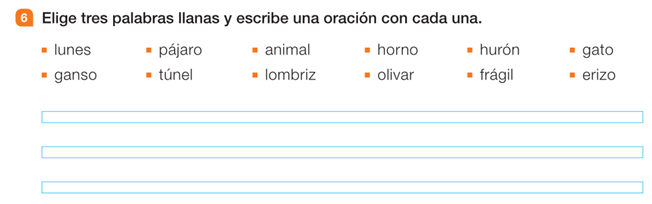 6 Elige tres palabras llanas y escribe una oración con cada una.
▪ lunes ▪ pájaro ▪ animal ▪ horno ▪ hurón ▪ gato
▪ ganso ▪ túnel ▪ lombriz ▪ olivar ▪ frágil ▪ erizo